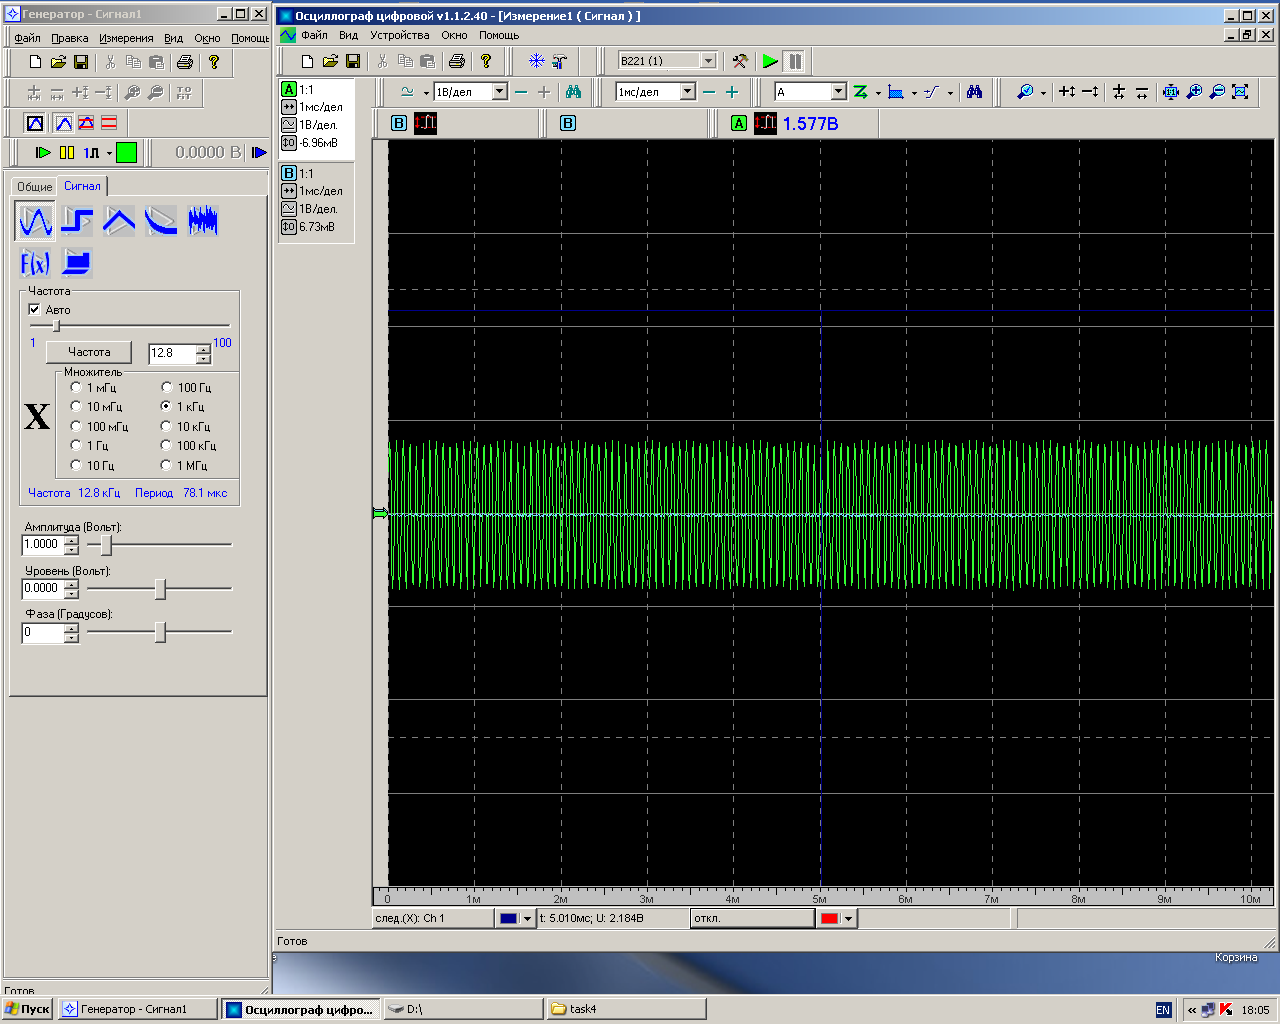 Генератор - Сигнал1
Файл Правка Измерения Вид Окно Помощь
0.0000 В
Общие Сигнал
F(x)
Частота
Авто
1 100
Частота 12.8
Множитель
X
1 мГц 100 Гц
10 мГц 1 кГц
100 мГц 10 кГц
1 Гц 100 кГц
10 Гц 1 МГц
Частота 12.8 кГц Период 78.1 мкс
Амплитуда (Вольт):
1.0000
Уровень (Вольт):
0.0000
Фаза (Градусов):
0
Готов
Осциллограф цифровой v1.1.2.40 - [Измерение1 ( Сигнал ) ]
Файл Вид Устройства Окно Помощь
B221 (1)
1В/дел 1мс/дел A
B B A 1.577В
A 1:1
1мс/дел
1В/дел.
-6.96мВ
B 1:1
1мс/дел
1В/дел.
6.73мВ
0 1м 2м 3м 4м 5м 6м 7м 8м 9м 10м
след.(X): Ch 1 t: 5.010мс; U: 2.184В откл.
Готов
Корзина
Пуск Генератор - Сигнал1 Осциллограф цифро... D:\ task4 EN « 18:05